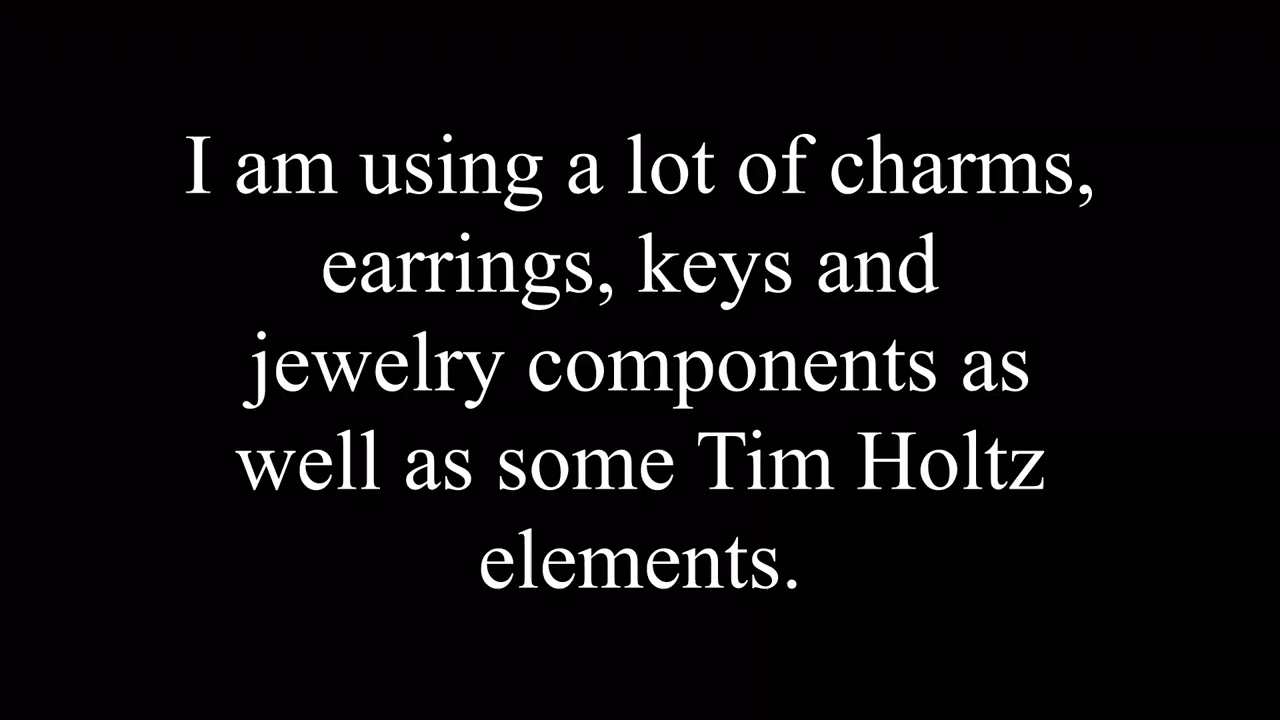 I am using a lot of charms,
earrings, keys and
jewelry components as
well as some Tim Holtz
elements.